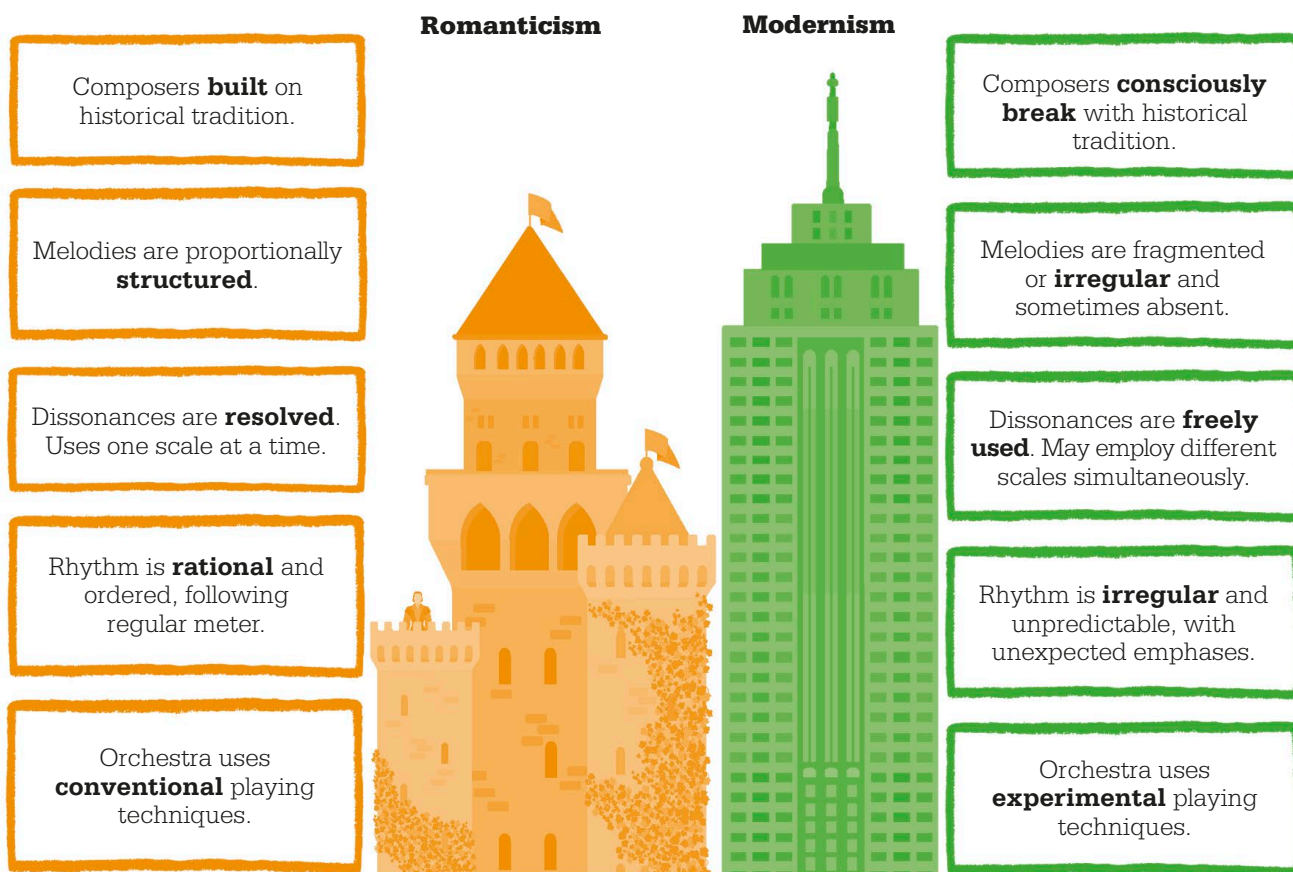 Romanticism
Composers built on
historical tradition.
Melodies are proportionally
structured.
Dissonances are resolved.
Uses one scale at a time.
Rhythm is rational and
ordered, following
regular meter.
Orchestra uses
conventional playing
techniques.
Modernism
Composers consciously
break with historical
tradition.
Melodies are fragmented
or irregular and
sometimes absent.
Dissonances are freely
used. May employ different
scales simultaneously.
Rhythm is irregular and
unpredictable, with
unexpected emphases.
Orchestra uses
experimental playing
techniques.